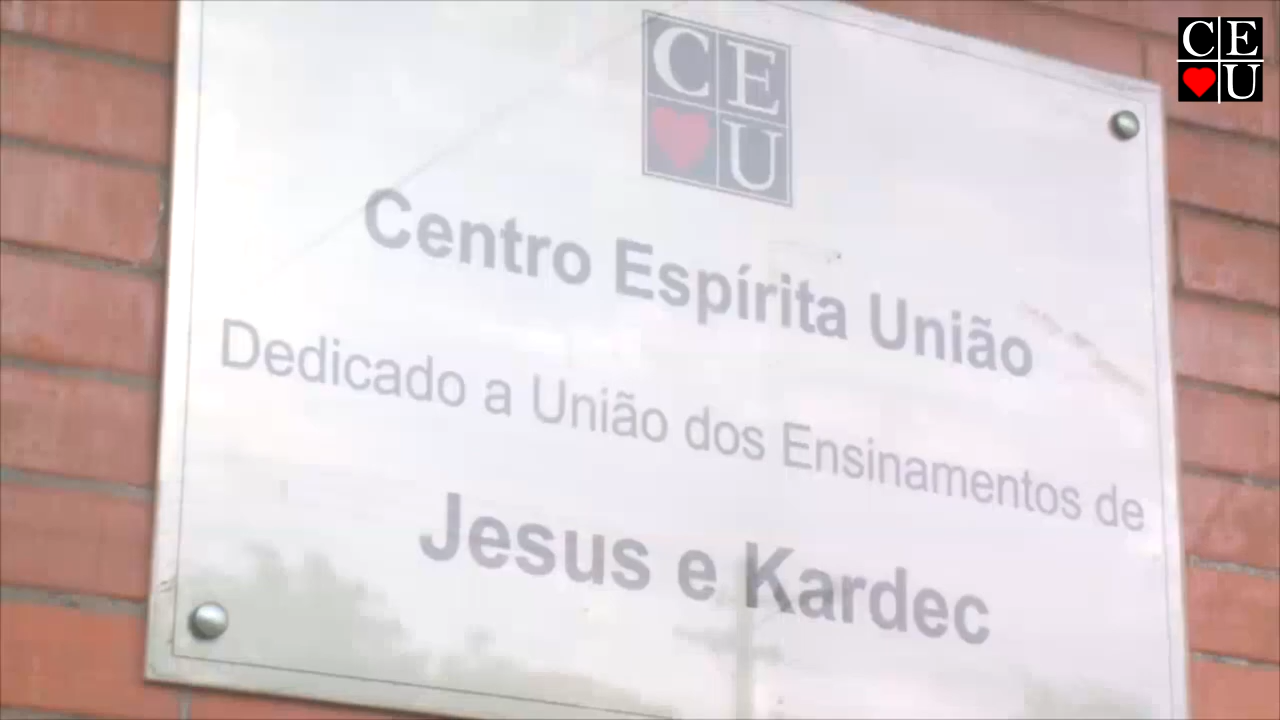 CE
U
Centro Espírita União
Dedicado a União dos Ensinamentos de
Jesus e Kardec
CE
U